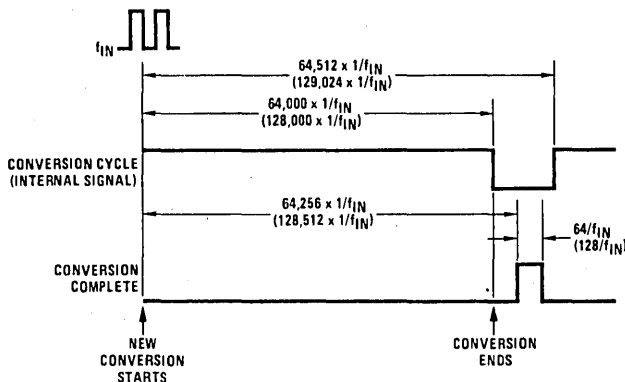 fIN
64,512 x 1/fIN
(129,024 x 1/fIN)
64,000 x 1/fIN
(128,000 x 1/fIN)
CONVERSION CYCLE
(INTERNAL SIGNAL)
64,256 x 1/fIN
(128,512 x 1/fIN)
64/fIN
(128/fIN)
CONVERSION
COMPLETE
NEW
CONVERSION
STARTS
CONVERSION
ENDS